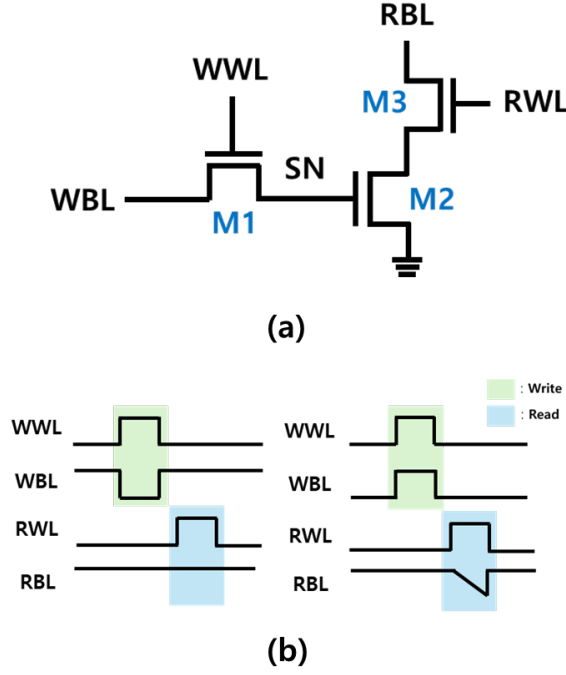 RBL
WWL
M3
RWL
SN
WBL
M1
M2
(a)
: Write
: Read
WWL
WBL
RWL
RBL
WWL
WBL
RWL
RBL
(b)